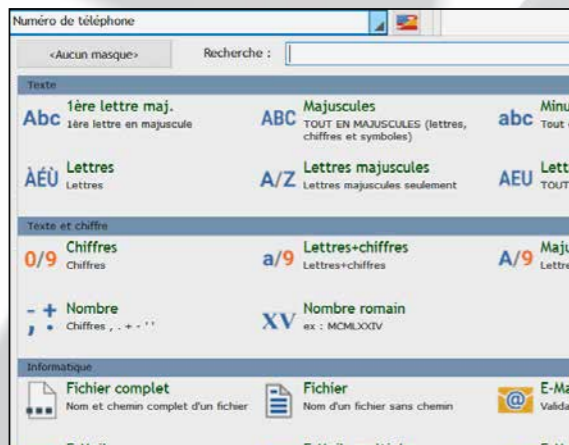 Numéro de téléphone
<Aucun masque> Recherche :
Texte
Abc 1ère lettre maj. ABC Majuscules abc
1ère lettre en majuscule TOUT EN MAJUSCULES (lettres, Tout
chiffres et symboles)
ÀÉÙ Lettres A/Z Lettres majuscules AEU
Lettres Lettres majuscules seulement TOUT
Texte et chiffre
0/9 Chiffres a/9 Lettres+chiffres A/9
Chiffres Lettres+chiffres
- + , . Nombre XV Nombre romain
Chiffres , . + - ' ' ex : MCMLXXIV
Informatique
Fichier complet Fichier
Nom et chemin complet d'un fichier Nom d'un fichier sans chemin